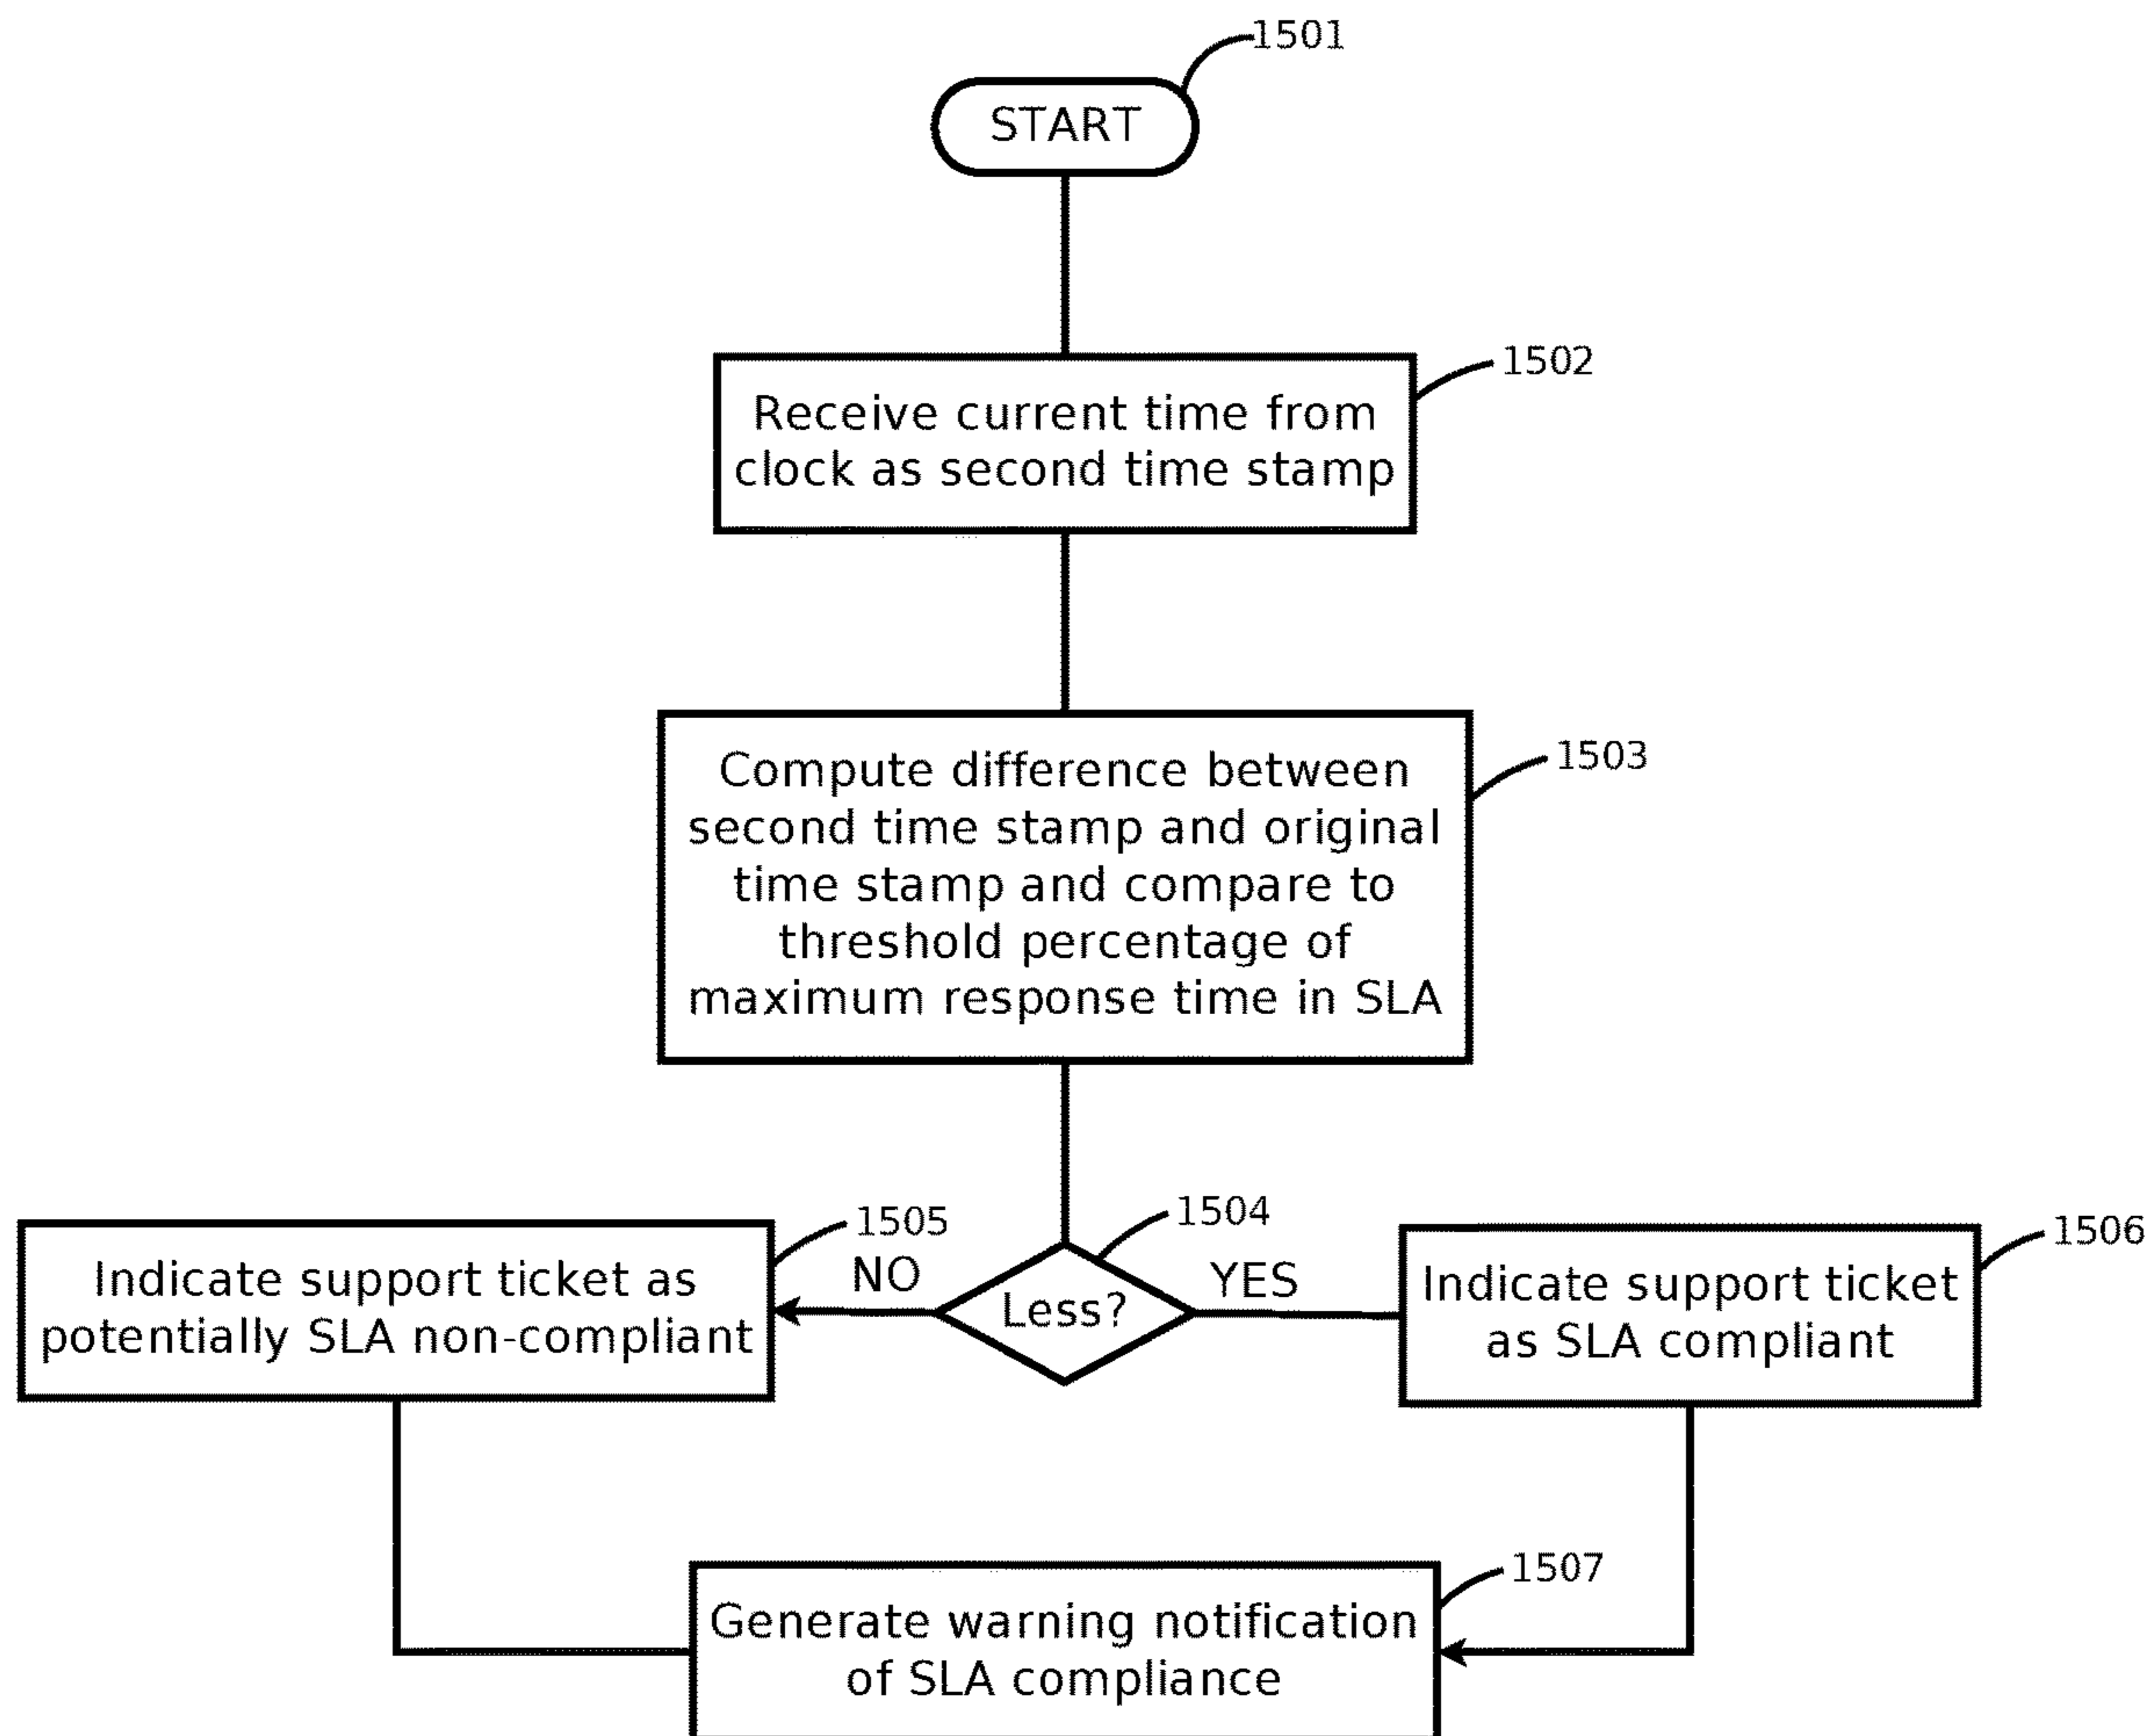 1501
START
1502
Receive current time from
clock as second time stamp
1503
Compute difference between
second time stamp and original
time stamp and compare to
threshold percentage of
maximum response time in SLA
1504
Less?
NO
YES
1505
Indicate support ticket as
potentially SLA non-compliant
1506
Indicate support ticket
as SLA compliant
1507
Generate warning notification
of SLA compliance